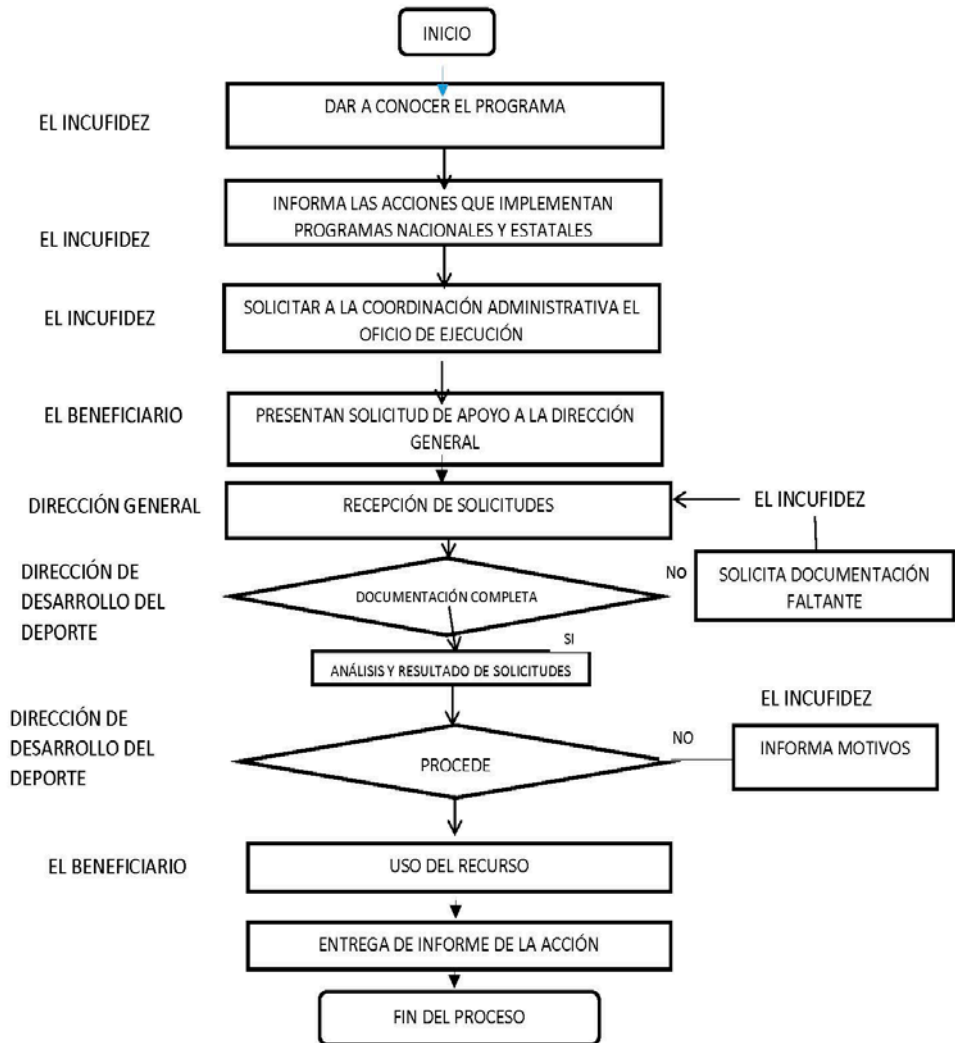 INICIO
EL INCUFIDEZ
DAR A CONOCER EL PROGRAMA
EL INCUFIDEZ
INFORMA LAS ACCIONES QUE IMPLEMENTAN
PROGRAMAS NACIONALES Y ESTATALES
EL INCUFIDEZ
SOLICITAR A LA COORDINACIÓN ADMINISTRATIVA EL
OFICIO DE EJECUCIÓN
EL BENEFICIARIO
PRESENTAN SOLICITUD DE APOYO A LA DIRECCIÓN
GENERAL
DIRECCIÓN GENERAL
RECEPCIÓN DE SOLICITUDES
EL INCUFIDEZ
DIRECCIÓN DE
DESARROLLO DEL
DEPORTE
DOCUMENTACIÓN COMPLETA
NO
SOLICITA DOCUMENTACIÓN
FALTANTE
SI
ANÁLISIS Y RESULTADO DE SOLICITUDES
DIRECCIÓN DE
DESARROLLO DEL
DEPORTE
PROCEDE
NO
EL INCUFIDEZ
INFORMA MOTIVOS
EL BENEFICIARIO
USO DEL RECURSO
ENTREGA DE INFORME DE LA ACCIÓN
FIN DEL PROCESO